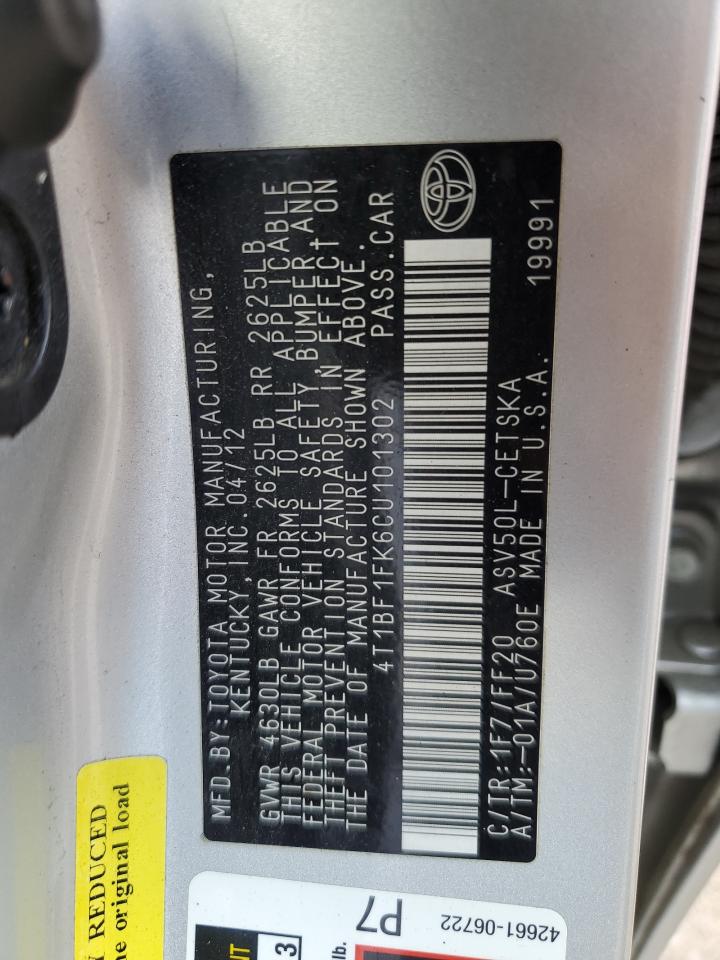 MFD.BY:TOYOTA MOTOR MANUFACTURING,
KENTUCKY, INC.04/12
GVWR 4630LB GAWR FR 2625LB RR 2625LB
THIS VEHICLE CONFORMS TO ALL APPLICABLE
FEDERAL MOTOR VEHICLE SAFETY, BUMPER, AND
THEFT PREVENTION STANDARDS IN EFFECT ON
THE DATE OF MANUFACTURE SHOWN ABOVE.
4T1BF1FK6CU101302 PASS.CAR
C/TR:1F7/FF20 ASV50L-CETSKA
A/TM:-01A/U760E MADE IN U.S.A. 19991
REDUCED
original load
42661-06722
P7
NT
3
lb.